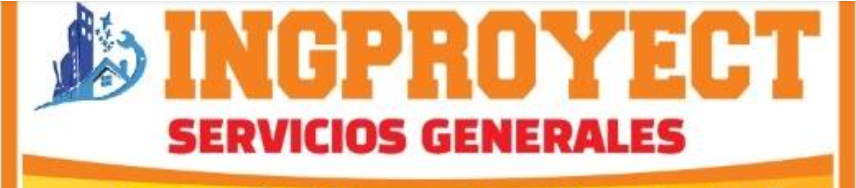 INGPROYECT
SERVICIOS GENERALES